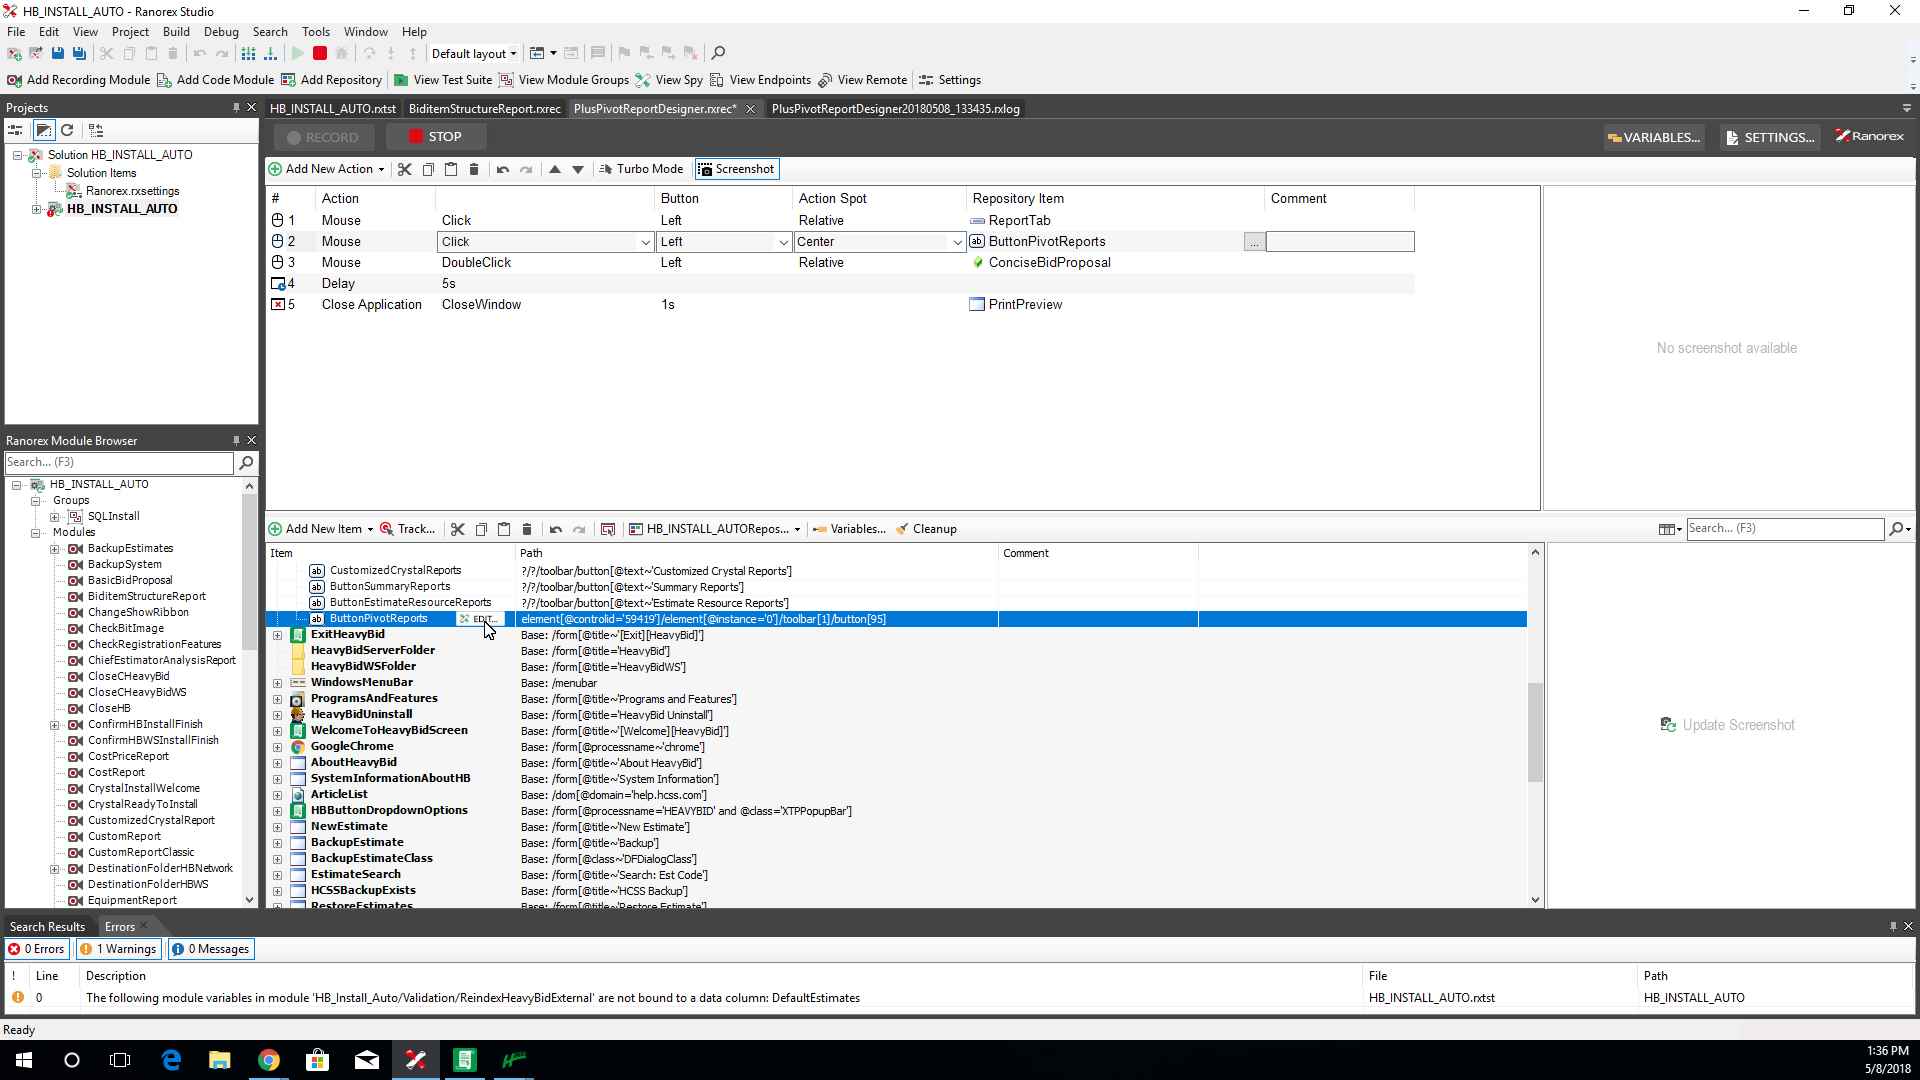 HB_INSTALL_AUTO - Ranorex Studio
File Edit View Project Build Debug Search Tools Window Help
Default layout
Add Recording Module Add Code Module Add Repository View Test Suite View Module Groups View Spy View Endpoints View Remote Settings
Projects
HB_INSTALL_AUTO.rxtst BiditemStructureReport.rxrec PlusPivotReportDesigner.rxrec* PlusPivotReportDesigner20180508_133435.rxlog
RECORD STOP VARIABLES... SETTINGS... Ranorex
Solution HB_INSTALL_AUTO
Solution Items
Ranorex.rxsettings
HB_INSTALL_AUTO
Add New Action Turbo Mode Screenshot
# Action Button Action Spot Repository Item Comment
1 Mouse Click Left Relative ReportTab
2 Mouse Click Left Center ab ButtonPivotReports ...
3 Mouse DoubleClick Left Relative ConciseBidProposal
4 Delay 5s
5 Close Application CloseWindow 1s PrintPreview
No screenshot available
Ranorex Module Browser
Search... (F3)
HB_INSTALL_AUTO
Groups
SQLInstall
Modules
BackupEstimates
BackupSystem
BasicBidProposal
BiditemStructureReport
ChangeShowRibbon
CheckBitImage
CheckRegistrationFeatures
ChiefEstimatorAnalysisReport
CloseCHeavyBid
CloseCHeavyBidWS
CloseHB
ConfirmHBInstallFinish
ConfirmHBWSInstallFinish
CostPriceReport
CostReport
CrystalInstallWelcome
CrystalReadyToInstall
CustomizedCrystalReport
CustomReport
CustomReportClassic
DestinationFolderHBNetwork
DestinationFolderHBWS
EquipmentReport
Add New Item Track... HB_INSTALL_AUTORepos... Variables... Cleanup Search... (F3)
Item Path Comment
ab CustomizedCrystalReports ?/?/toolbar/button[@text~'Customized Crystal Reports']
ab ButtonSummaryReports ?/?/toolbar/button[@text~'Summary Reports']
ab ButtonEstimateResourceReports ?/?/toolbar/button[@text~'Estimate Resource Reports']
ab ButtonPivotReports EDIT... element[@controlid='59419']/element[@instance='0']/toolbar[1]/button[95]
ExitHeavyBid Base: /form[@title~'[Exit][HeavyBid]']
HeavyBidServerFolder Base: /form[@title='HeavyBid']
HeavyBidWSFolder Base: /form[@title='HeavyBidWS']
WindowsMenuBar Base: /menubar
ProgramsAndFeatures Base: /form[@title~'Programs and Features']
HeavyBidUninstall Base: /form[@title='HeavyBid Uninstall']
WelcomeToHeavyBidScreen Base: /form[@title~'[Welcome][HeavyBid]']
GoogleChrome Base: /form[@processname~'chrome']
AboutHeavyBid Base: /form[@title~'About HeavyBid']
SystemInformationAboutHB Base: /form[@title~'System Information']
ArticleList Base: /dom[@domain='help.hcss.com']
HBButtonDropdownOptions Base: /form[@processname='HEAVYBID' and @class='XTPPopupBar']
NewEstimate Base: /form[@title~'New Estimate']
BackupEstimate Base: /form[@title~'Backup']
BackupEstimateClass Base: /form[@class~'DFDialogClass']
EstimateSearch Base: /form[@title~'Search: Est Code']
HCSSBackupExists Base: /form[@title~'HCSS Backup']
RestoreEstimates Base: /form[@title~'Restore Estimate']
Update Screenshot
Search Results Errors
0 Errors 1 Warnings 0 Messages
! Line Description File Path
0 The following module variables in module 'HB_Install_Auto/Validation/ReindexHeavyBidExternal' are not bound to a data column: DefaultEstimates HB_INSTALL_AUTO.rxtst HB_INSTALL_AUTO
Ready
1:36 PM
5/8/2018